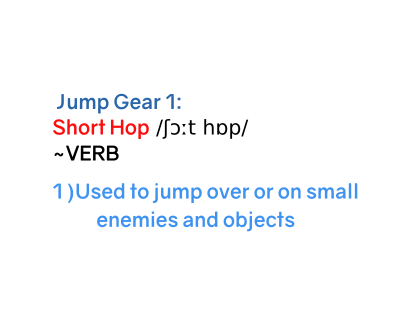 Jump Gear 1:
Short Hop /ʃɔːt hɒp/
~VERB
1)Used to jump over or on small
enemies and objects